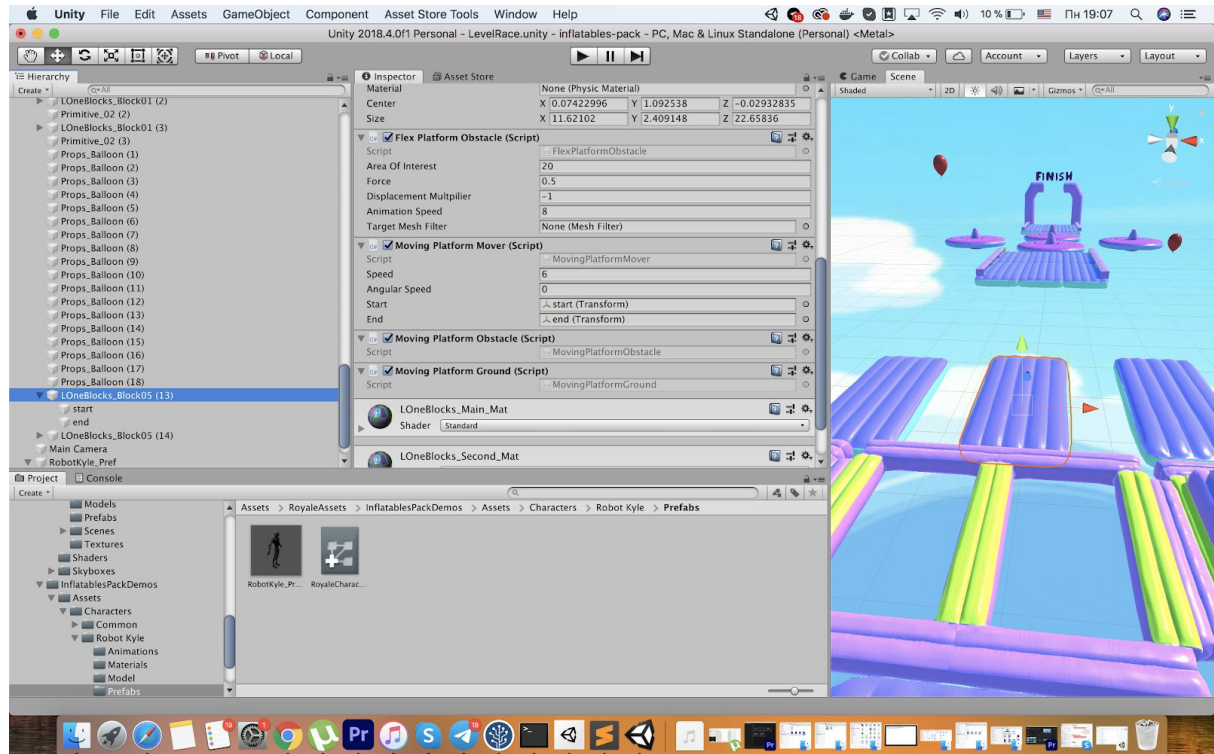 Unity File Edit Assets GameObject Component Asset Store Tools Window Help 10 % Пн 19:07
Unity 2018.4.0f1 Personal - LevelRace.unity - inflatables-pack - PC, Mac & Linux Standalone (Personal) <Metal>
Pivot Local Collab Account Layers Layout
Hierarchy
Create Q▾All
LOneBlocks_Block01 (2)
Primitive_02 (2)
LOneBlocks_Block01 (3)
Primitive_02 (3)
Props_Balloon (1)
Props_Balloon (2)
Props_Balloon (3)
Props_Balloon (4)
Props_Balloon (5)
Props_Balloon (6)
Props_Balloon (7)
Props_Balloon (8)
Props_Balloon (9)
Props_Balloon (10)
Props_Balloon (11)
Props_Balloon (12)
Props_Balloon (13)
Props_Balloon (14)
Props_Balloon (15)
Props_Balloon (16)
Props_Balloon (17)
Props_Balloon (18)
LOneBlocks_Block05 (13)
start
end
LOneBlocks_Block05 (14)
Main Camera
RobotKyle_Pref
Inspector Asset Store
Material None (Physic Material)
Center X 0.07422996 Y 1.092538 Z -0.02932835
Size X 11.62102 Y 2.409148 Z 22.65836
Flex Platform Obstacle (Script)
Script FlexPlatformObstacle
Area Of Interest 20
Force 0.5
Displacement Multpilier -1
Animation Speed 8
Target Mesh Filter None (Mesh Filter)
Moving Platform Mover (Script)
Script MovingPlatformMover
Speed 6
Angular Speed 0
Start start (Transform)
End end (Transform)
Moving Platform Obstacle (Script)
Script MovingPlatformObstacle
Moving Platform Ground (Script)
Script MovingPlatformGround
LOneBlocks_Main_Mat
Shader Standard
LOneBlocks_Second_Mat
Game Scene
Shaded 2D Gizmos All
y
FINISH
Project Console
Create
Models
Prefabs
Scenes
Textures
Shaders
Skyboxes
InflatablesPackDemos
Assets
Characters
Common
Robot Kyle
Animations
Materials
Model
Prefabs
Assets > RoyaleAssets > InflatablesPackDemos > Assets > Characters > Robot Kyle > Prefabs
RobotKyle_Pr... RoyaleCharac...
Pr